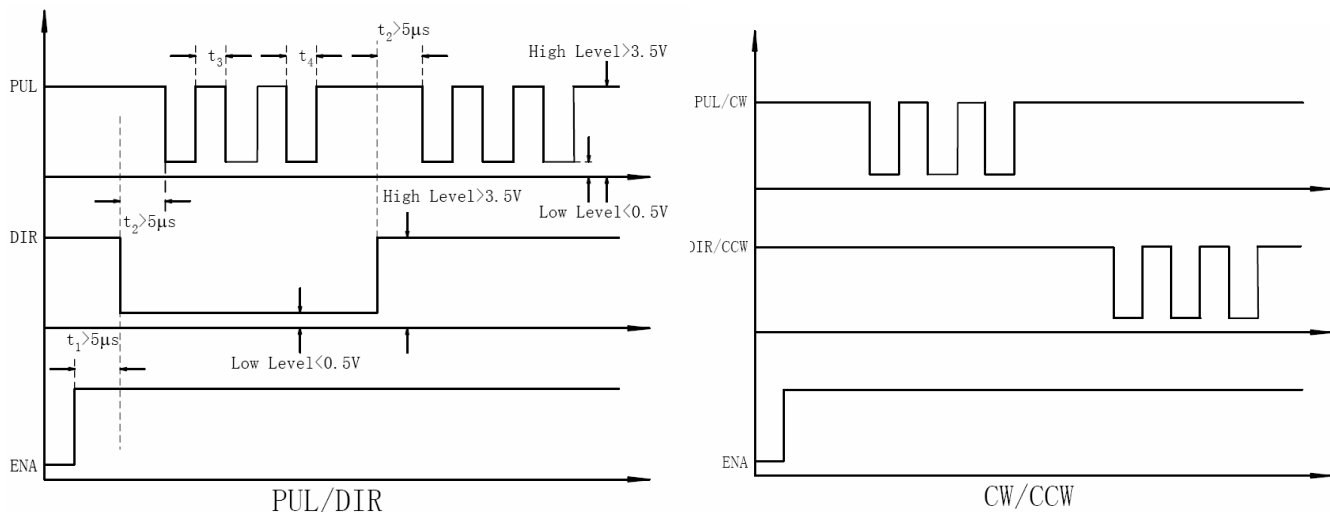 t2>5μs
High Level>3.5V
t3
t4
PUL
High Level>3.5V
Low Level<0.5V
t2>5μs
DIR
t1>5μs
Low Level<0.5V
ENA
PUL/DIR
PUL/CW
DIR/CCW
ENA
CW/CCW